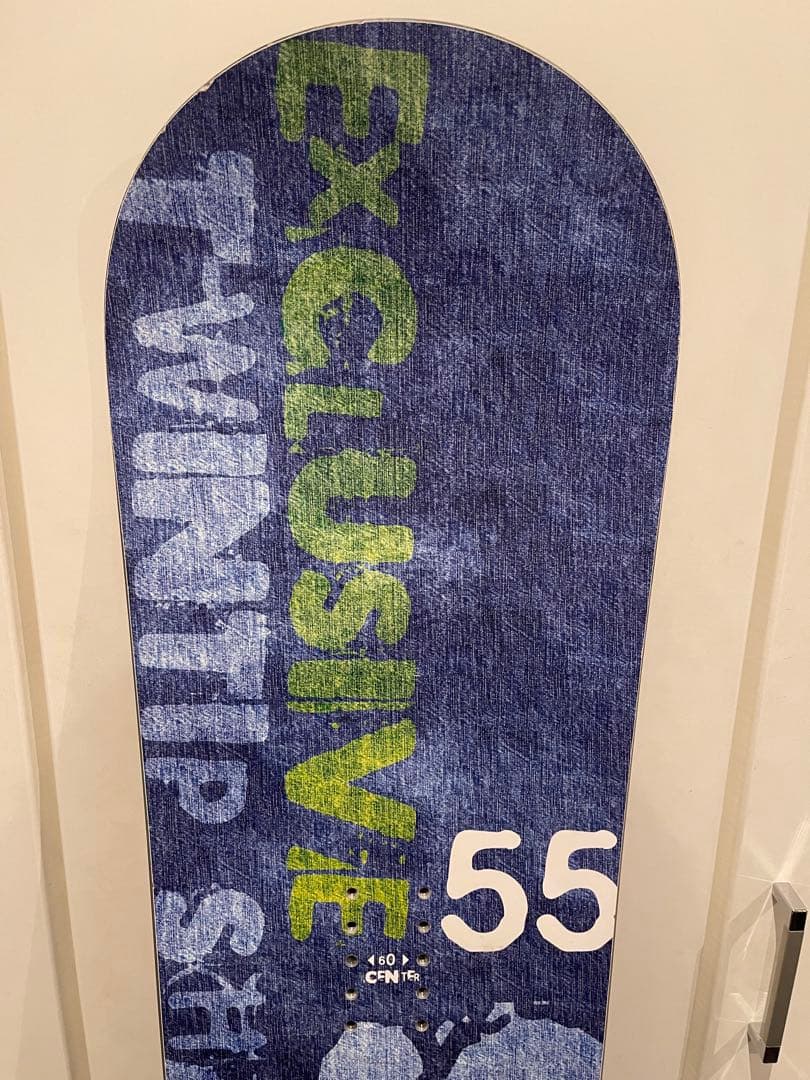 ExCLUSIVE
TWINTIP
55
◀ 60 ▶
CENTER